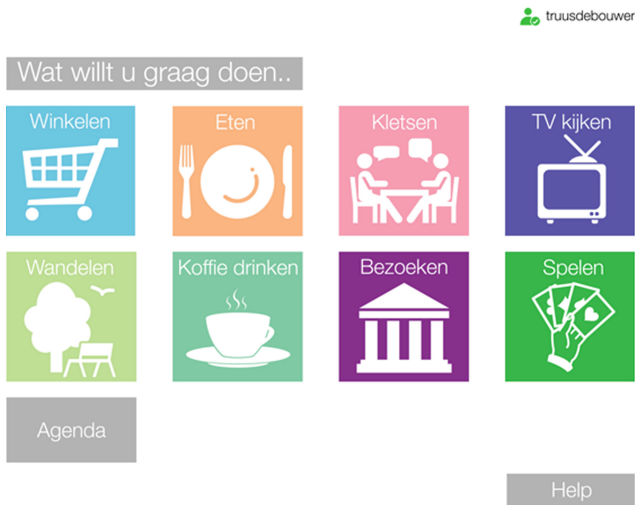 truusdebouwer
Wat willt u graag doen..
Winkelen
Eten
Kletsen
TV kijken
Wandelen
Koffie drinken
Bezoeken
Spelen
Agenda
Help